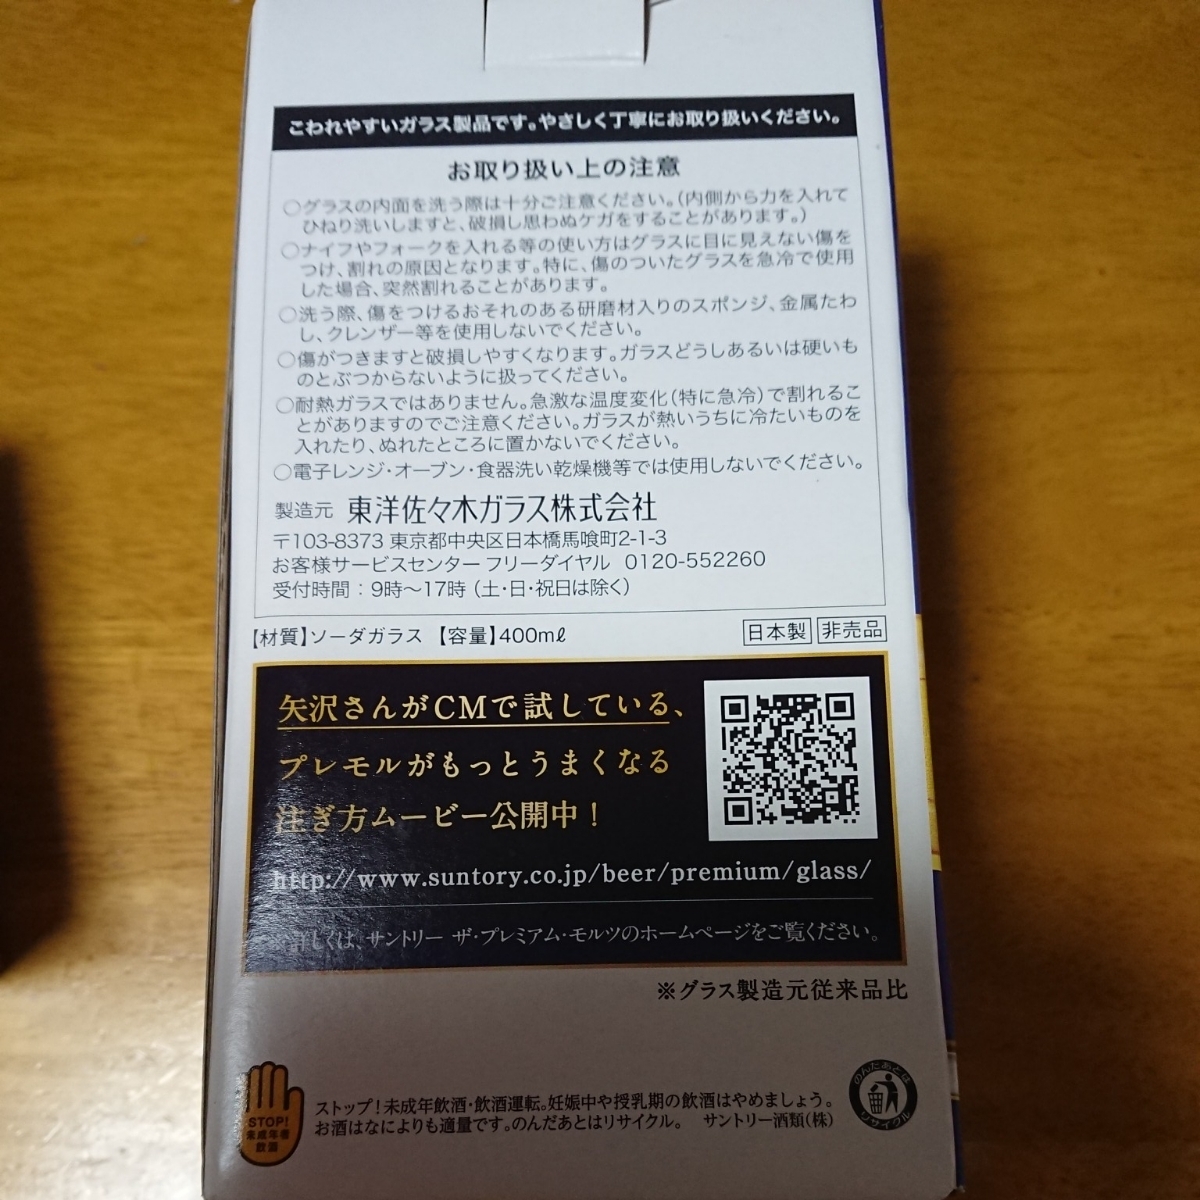 こわれやすいガラス製品です。やさしく丁寧にお取り扱いください。
お取り扱い上の注意
○グラスの内面を洗う際は十分ご注意ください。(内側から力を入れて
ひねり洗いしますと、破損し思わぬケガをすることがあります。)
○ナイフやフォークを入れる等の使い方はグラスに目に見えない傷を
つけ、割れの原因となります。特に、傷のついたグラスを急冷で使用
した場合、突然割れることがあります。
○洗う際、傷をつけるおそれのある研磨材入りのスポンジ、金属たわ
し、クレンザー等を使用しないでください。
○傷がつきますと破損しやすくなります。ガラスどうしあるいは硬いも
のとぶつからないように扱ってください。
○耐熱ガラスではありません。急激な温度変化(特に急冷)で割れるこ
とがありますのでご注意ください。ガラスが熱いうちに冷たいものを
入れたり、ぬれたところに置かないでください。
○電子レンジ・オーブン・食器洗い乾燥機等では使用しないでください。
製造元 東洋佐々木ガラス株式会社
〒103-8373 東京都中央区日本橋馬喰町2-1-3
お客様サービスセンター フリーダイヤル 0120-552260
受付時間:9時〜17時(土・日・祝日は除く)
【材質】ソーダガラス 【容量】400mℓ 日本製 非売品
矢沢さんがCMで試している、
プレモルがもっとうまくなる
注ぎ方ムービー公開中!
http://www.suntory.co.jp/beer/premium/glass/
※詳しくは、サントリー ザ・プレミアム・モルツのホームページをご覧ください。
※グラス製造元従来品比
STOP!
未成年者
飲酒
ストップ!未成年飲酒・飲酒運転。妊娠中や授乳期の飲酒はやめましょう。
お酒はなによりも適量です。のんだあとはリサイクル。 サントリー酒類(株)
のんだあとは
リサイクル